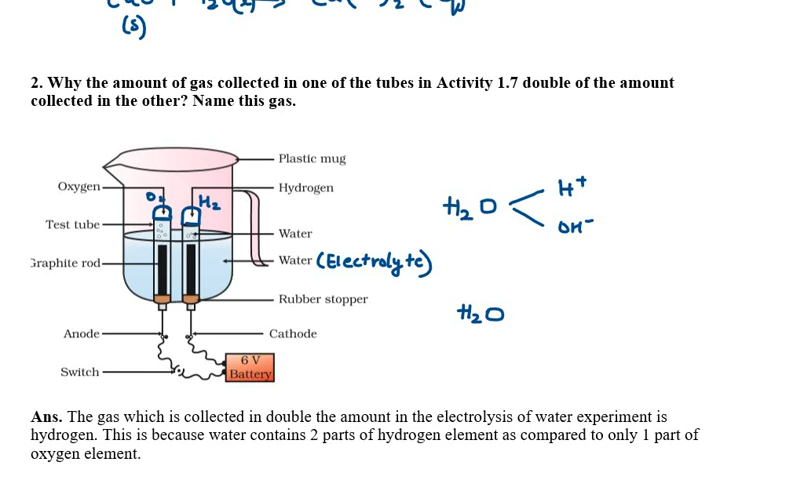 (s)
2. Why the amount of gas collected in one of the tubes in Activity 1.7 double of the amount
collected in the other? Name this gas.
Plastic mug
Oxygen
Hydrogen
O₂
H₂
H₂O
H⁺
OH⁻
Test tube
Water
Graphite rod
Water (Electrolyte)
Rubber stopper
H₂O
Anode
Cathode
6 V
Battery
Switch
Ans. The gas which is collected in double the amount in the electrolysis of water experiment is
hydrogen. This is because water contains 2 parts of hydrogen element as compared to only 1 part of
oxygen element.